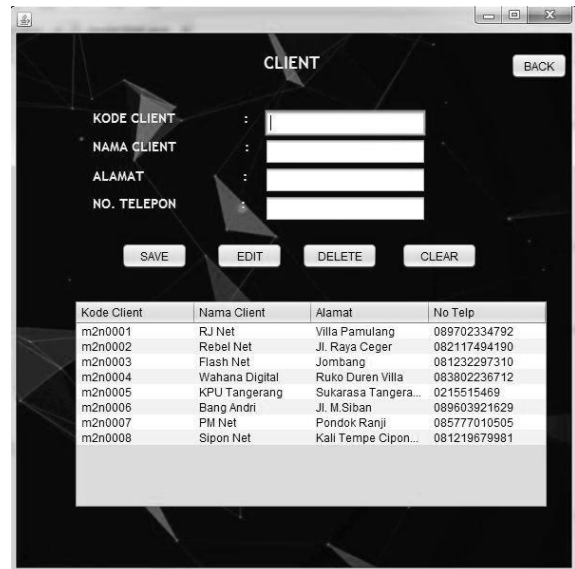 CLIENT
BACK
KODE CLIENT :
NAMA CLIENT :
ALAMAT :
NO. TELEPON :
SAVE EDIT DELETE CLEAR
Kode Client Nama Client Alamat No Telp
m2n0001 RJ Net Villa Pamulang 089702334792
m2n0002 Rebel Net Jl. Raya Ceger 082117494190
m2n0003 Flash Net Jombang 081232297310
m2n0004 Wahana Digital Ruko Duren Villa 083802236712
m2n0005 KPU Tangerang Sukarasa Tangera... 0215515469
m2n0006 Bang Andri Jl. M.Siban 089603921629
m2n0007 PM Net Pondok Ranji 085777010505
m2n0008 Sipon Net Kali Tempe Cipon... 081219679981